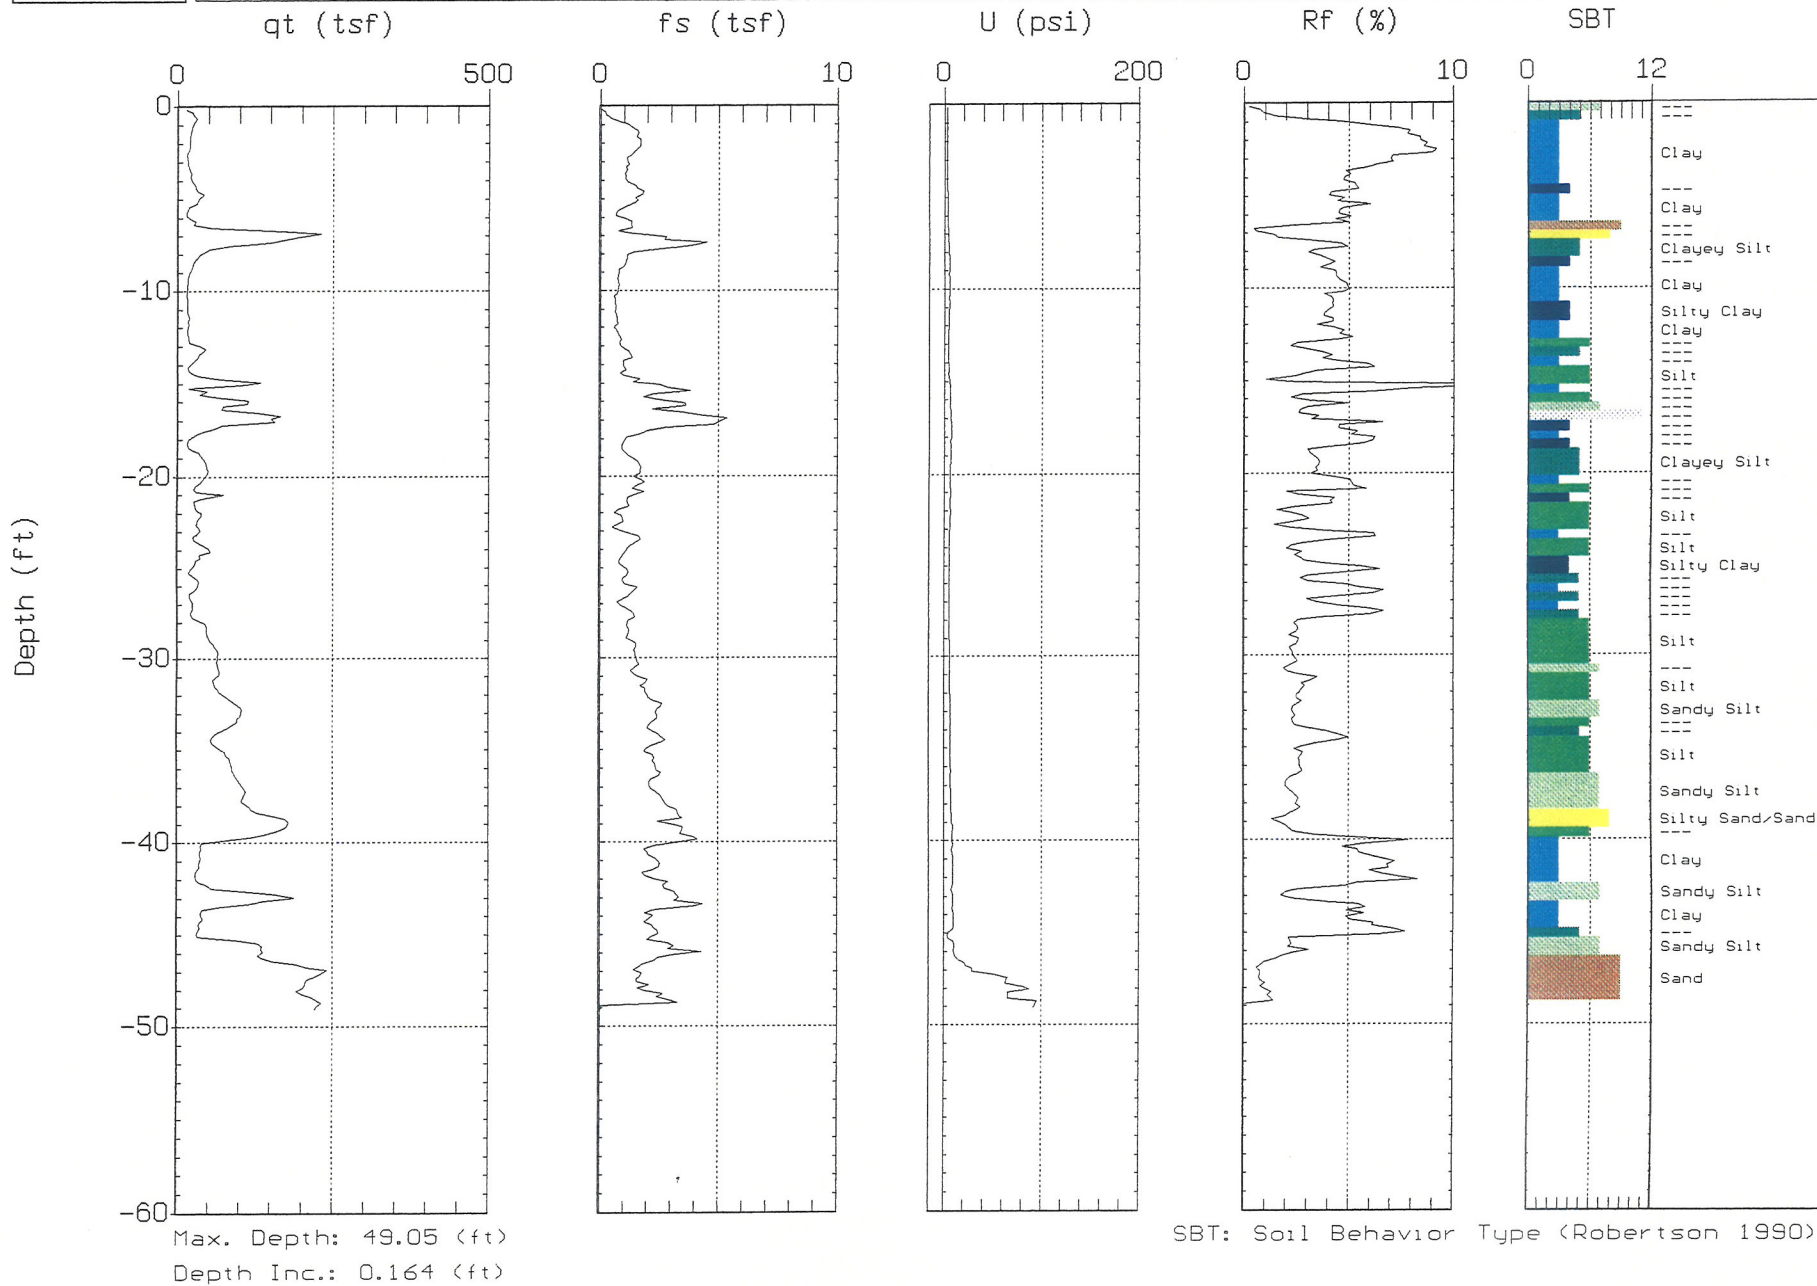 qt (tsf)
fs (tsf)
U (psi)
Rf (%)
SBT
0 500
0 10
0 200
0 10
0 12
0
-10
-20
-30
-40
-50
-60
Depth (ft)
---
---
Clay
---
Clay
---
---
Clayey Silt
---
Clay
Silty Clay
Clay
---
---
---
Silt
---
---
---
---
---
---
---
Clayey Silt
---
---
---
Silt
---
Silt
Silty Clay
---
---
---
---
---
Silt
---
Silt
Sandy Silt
---
---
Silt
Sandy Silt
Silty Sand/Sand
---
Clay
Sandy Silt
Clay
---
Sandy Silt
Sand
Max. Depth: 49.05 (ft)
Depth Inc.: 0.164 (ft)
SBT: Soil Behavior Type (Robertson 1990)